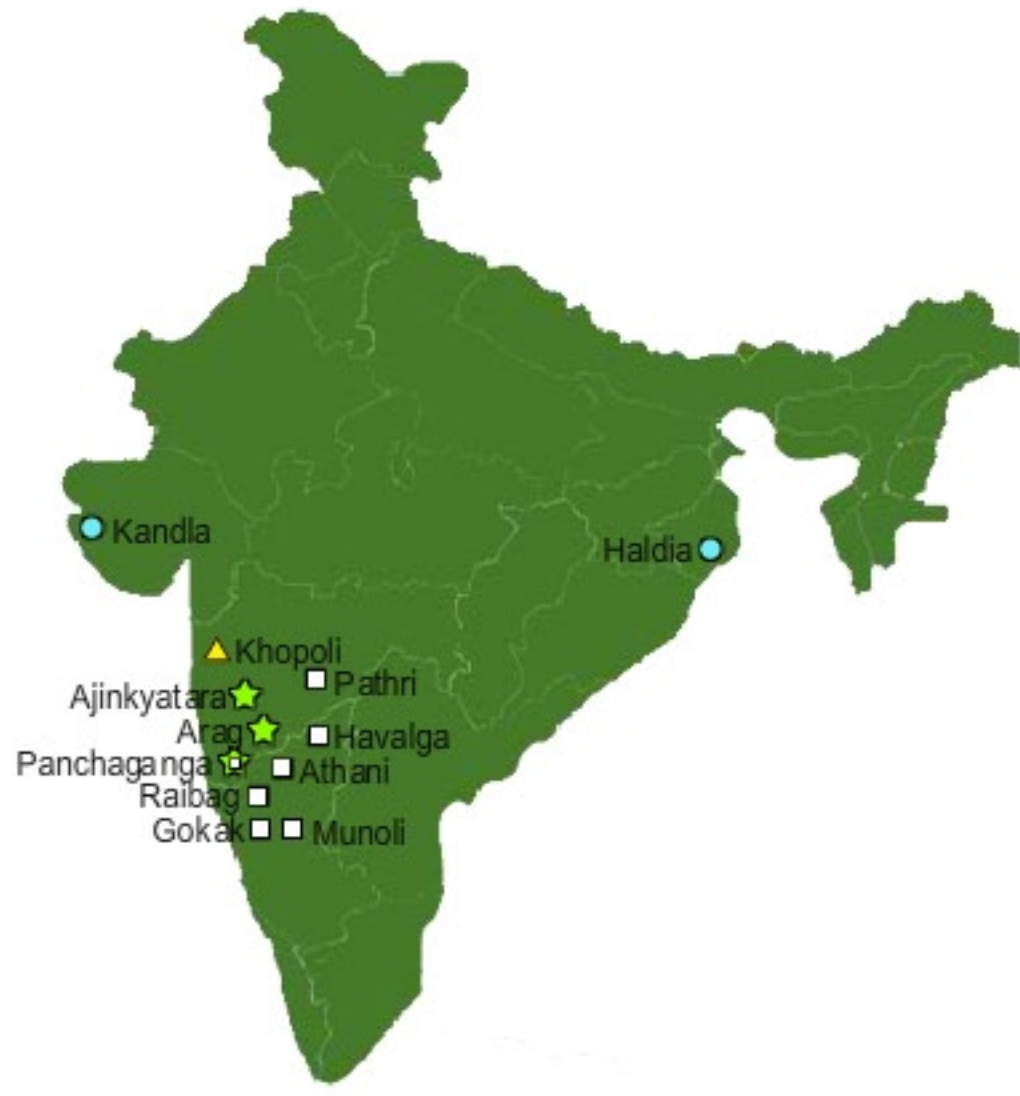 Kandla
Haldia
Khopoli
Pathri
Ajinkyatara
Arag
Havalga
Panchaganga
Athani
Raibag
Gokak
Munoli